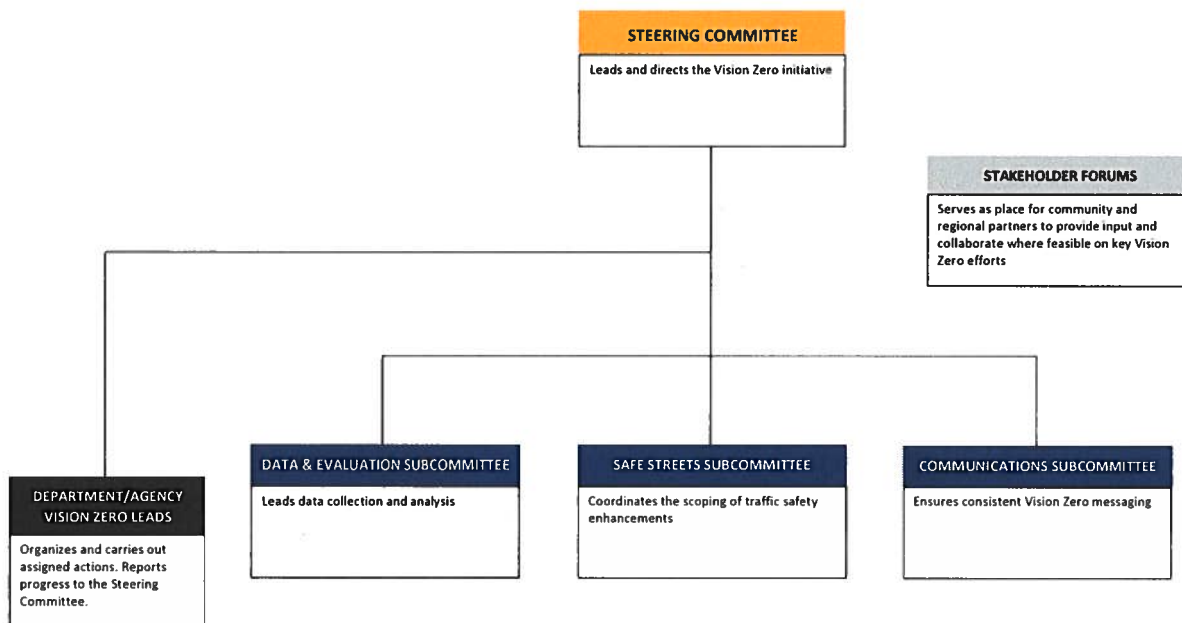 STEERING COMMITTEE
Leads and directs the Vision Zero initiative
STAKEHOLDER FORUMS
Serves as place for community and
regional partners to provide input and
collaborate where feasible on key Vision
Zero efforts
DATA & EVALUATION SUBCOMMITTEE
Leads data collection and analysis
SAFE STREETS SUBCOMMITTEE
Coordinates the scoping of traffic safety
enhancements
COMMUNICATIONS SUBCOMMITTEE
Ensures consistent Vision Zero messaging
DEPARTMENT/AGENCY
VISION ZERO LEADS
Organizes and carries out
assigned actions. Reports
progress to the Steering
Committee.